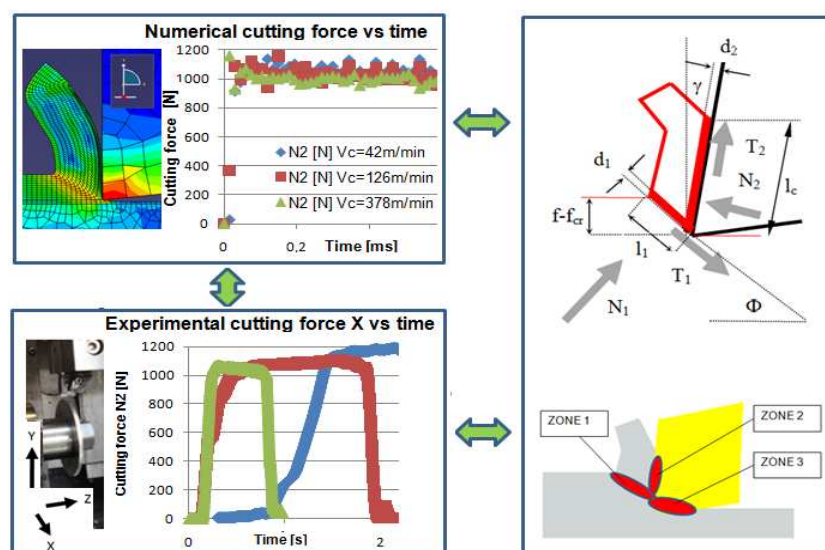 Numerical cutting force vs time
1200
1000
800
600
400
200
0
Cutting force [N]
N2 [N] Vc=42m/min
N2 [N] Vc=126m/min
N2 [N] Vc=378m/min
0
0,2
Time [ms]
Experimental cutting force X vs time
1200
1000
800
600
400
200
0
Cutting force N2 [N]
0
Time [s]
2
Y
Z
X
d2
γ
d1
T2
N2
lc
f-fcr
l1
T1
N1
Φ
ZONE 1
ZONE 2
ZONE 3